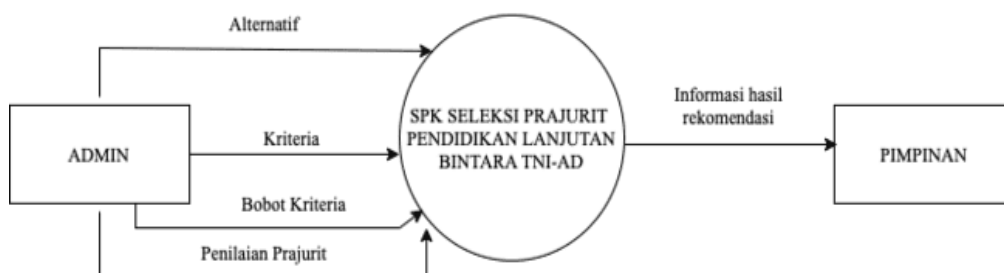 Alternatif
SPK SELEKSI PRAJURIT
PENDIDIKAN LANJUTAN
BINTARA TNI-AD
Informasi hasil
rekomendasi
ADMIN
Kriteria
PIMPINAN
Bobot Kriteria
Penilaian Prajurit